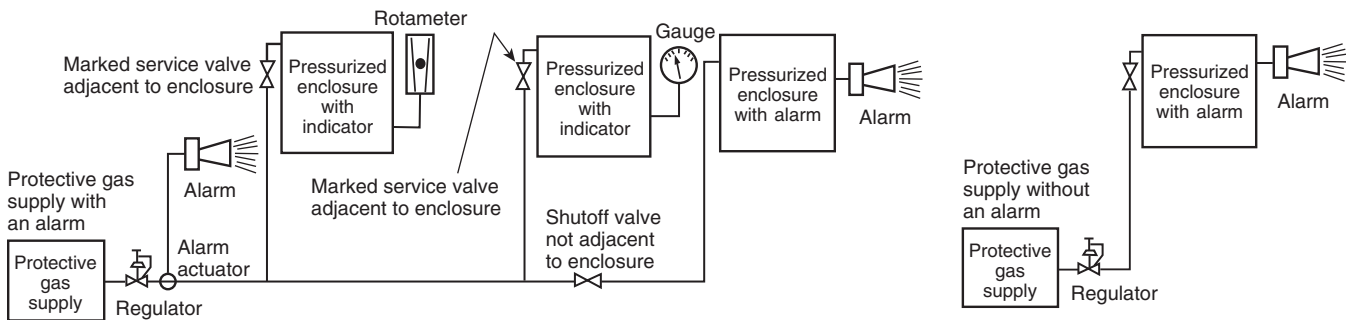 Rotameter
Marked service valve
adjacent to enclosure
Pressurized
enclosure
with
indicator
Gauge
Pressurized
enclosure
with
indicator
Pressurized
enclosure
with alarm
Alarm
Pressurized
enclosure
with alarm
Alarm
Alarm
Marked service valve
adjacent to enclosure
Protective gas
supply with
an alarm
Protective
gas
supply
Alarm
actuator
Regulator
Shutoff valve
not adjacent
to enclosure
Protective gas
supply without
an alarm
Protective
gas
supply
Regulator